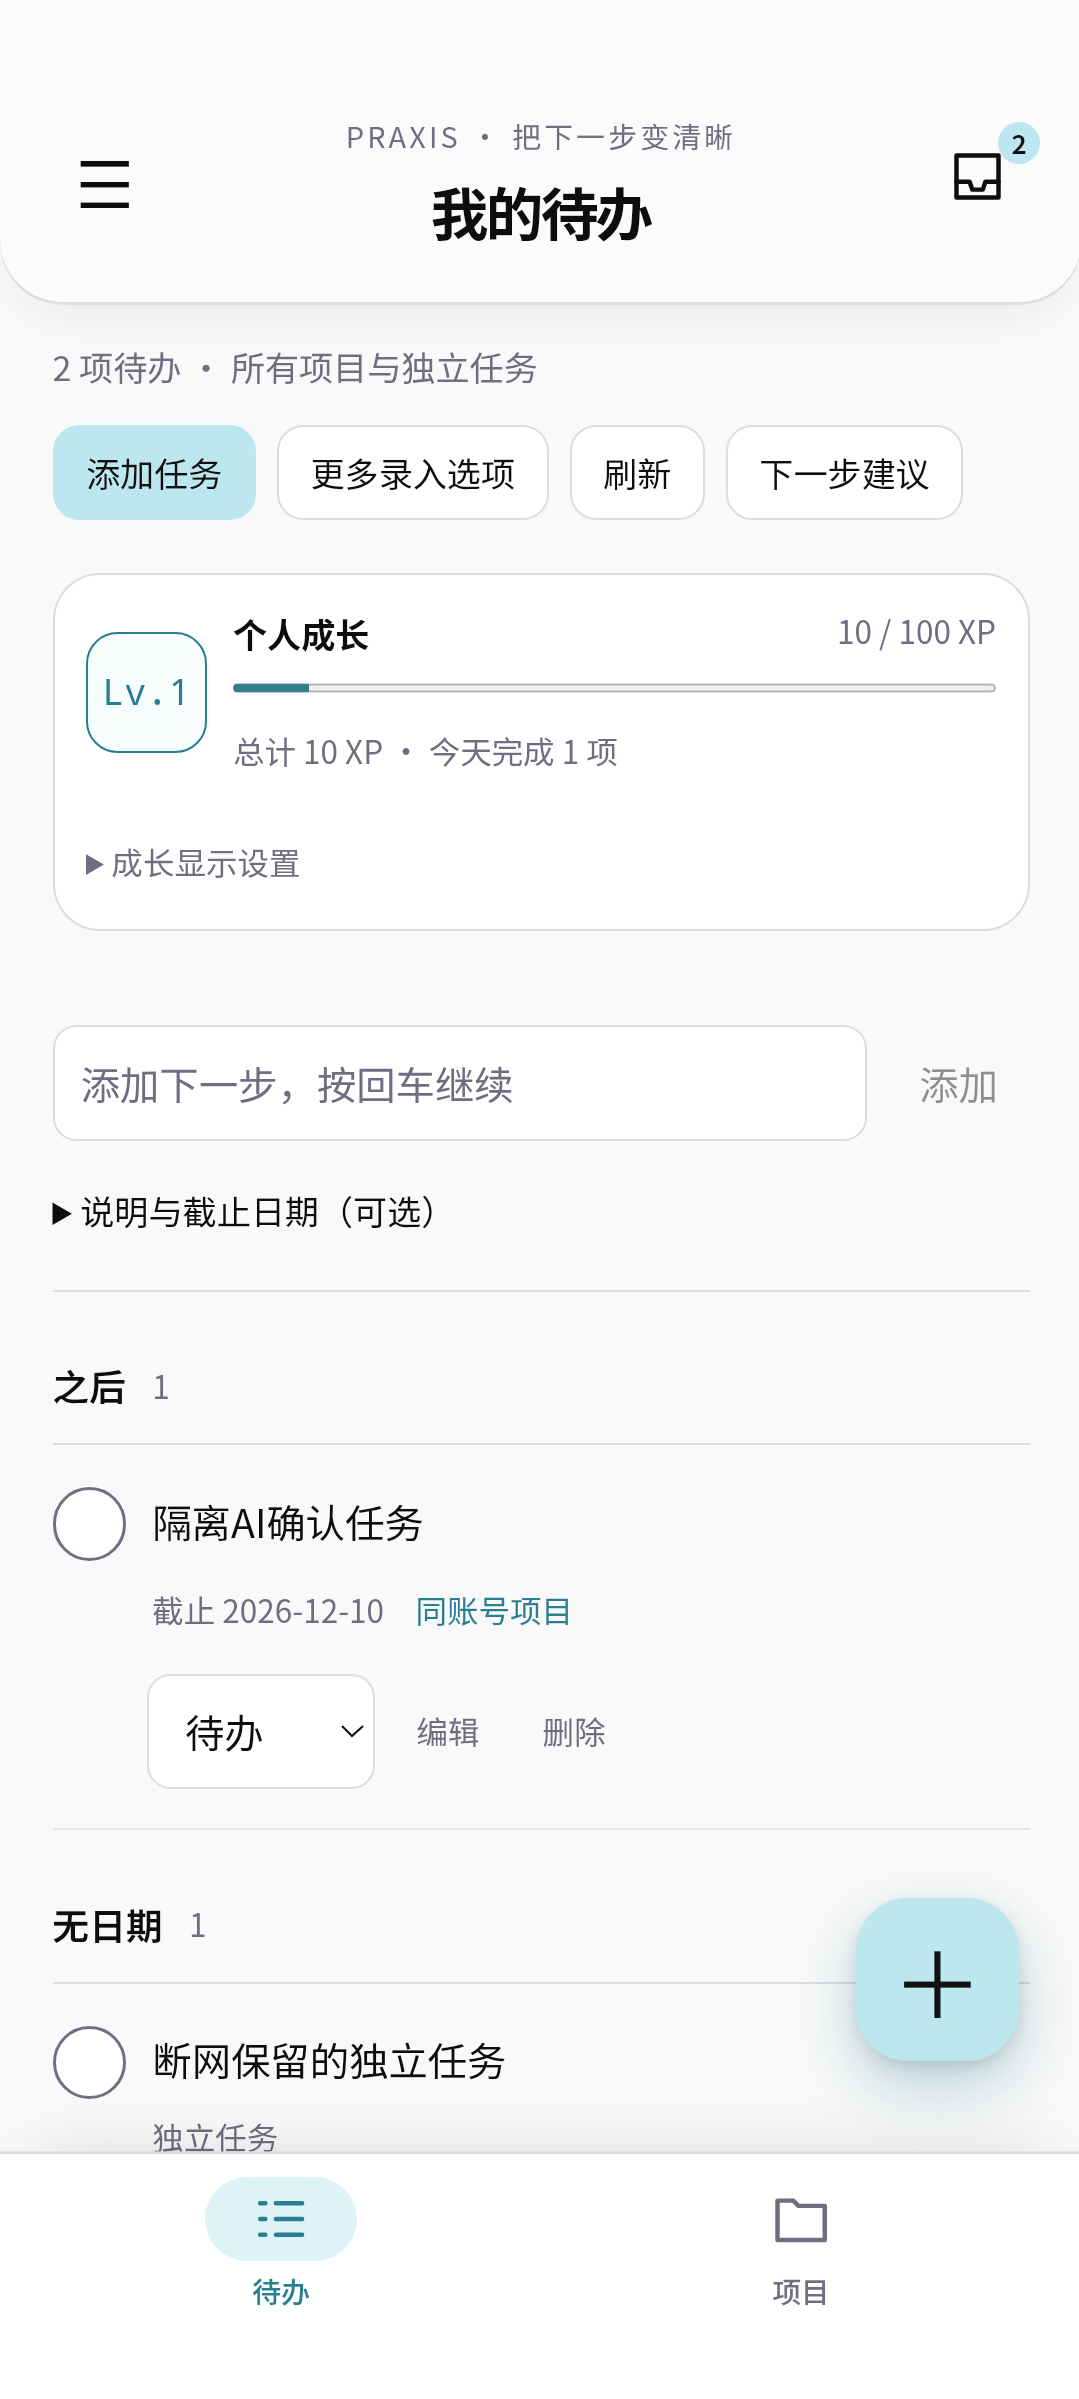 PRAXIS · 把下一步变清晰
2
我的待办
2 项待办 · 所有项目与独立任务
添加任务 更多录入选项 刷新 下一步建议
个人成长 10 / 100 XP
Lv.1
总计 10 XP · 今天完成 1 项
成长显示设置
添加下一步，按回车继续 添加
说明与截止日期（可选）
之后 1
隔离AI确认任务
截止 2026-12-10 同账号项目
待办 编辑 删除
无日期 1
断网保留的独立任务
独立任务
待办 项目